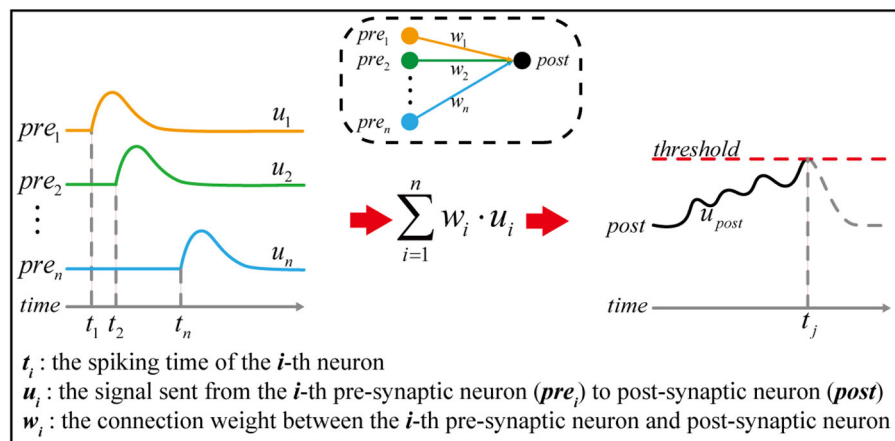 pre₁ w₁
pre₂ w₂ post
⋮ wₙ
preₙ
pre₁ u₁
pre₂ u₂
⋮
preₙ uₙ
time
t₁ t₂ tₙ
n
∑ wᵢ · uᵢ
i=1
threshold
post u_post
time
t_j
tᵢ : the spiking time of the i-th neuron
uᵢ : the signal sent from the i-th pre-synaptic neuron (preᵢ) to post-synaptic neuron (post)
wᵢ : the connection weight between the i-th pre-synaptic neuron and post-synaptic neuron